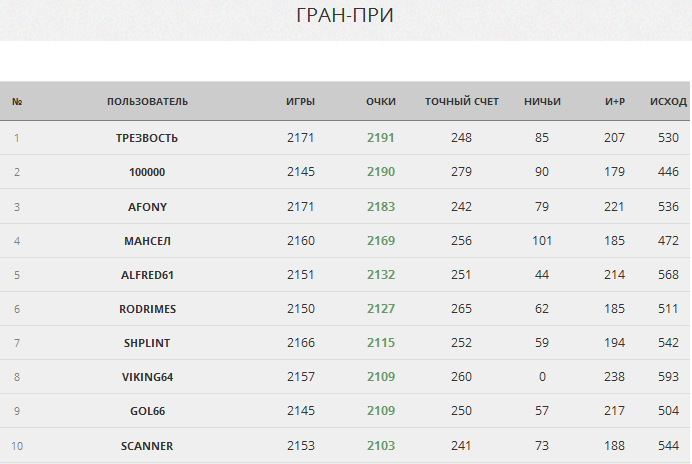 ГРАН-ПРИ
№ ПОЛЬЗОВАТЕЛЬ ИГРЫ ОЧКИ ТОЧНЫЙ СЧЕТ НИЧЬИ И+Р ИСХОД
1 ТРЕЗВОСТЬ 2171 2191 248 85 207 530
2 100000 2145 2190 279 90 179 446
3 AFONY 2171 2183 242 79 221 536
4 МАНСЕЛ 2160 2169 256 101 185 472
5 ALFRED61 2151 2132 251 44 214 568
6 RODRIMES 2150 2127 265 62 185 511
7 SHPLINT 2166 2115 252 59 194 542
8 VIKING64 2157 2109 260 0 238 593
9 GOL66 2145 2109 250 57 217 504
10 SCANNER 2153 2103 241 73 188 544